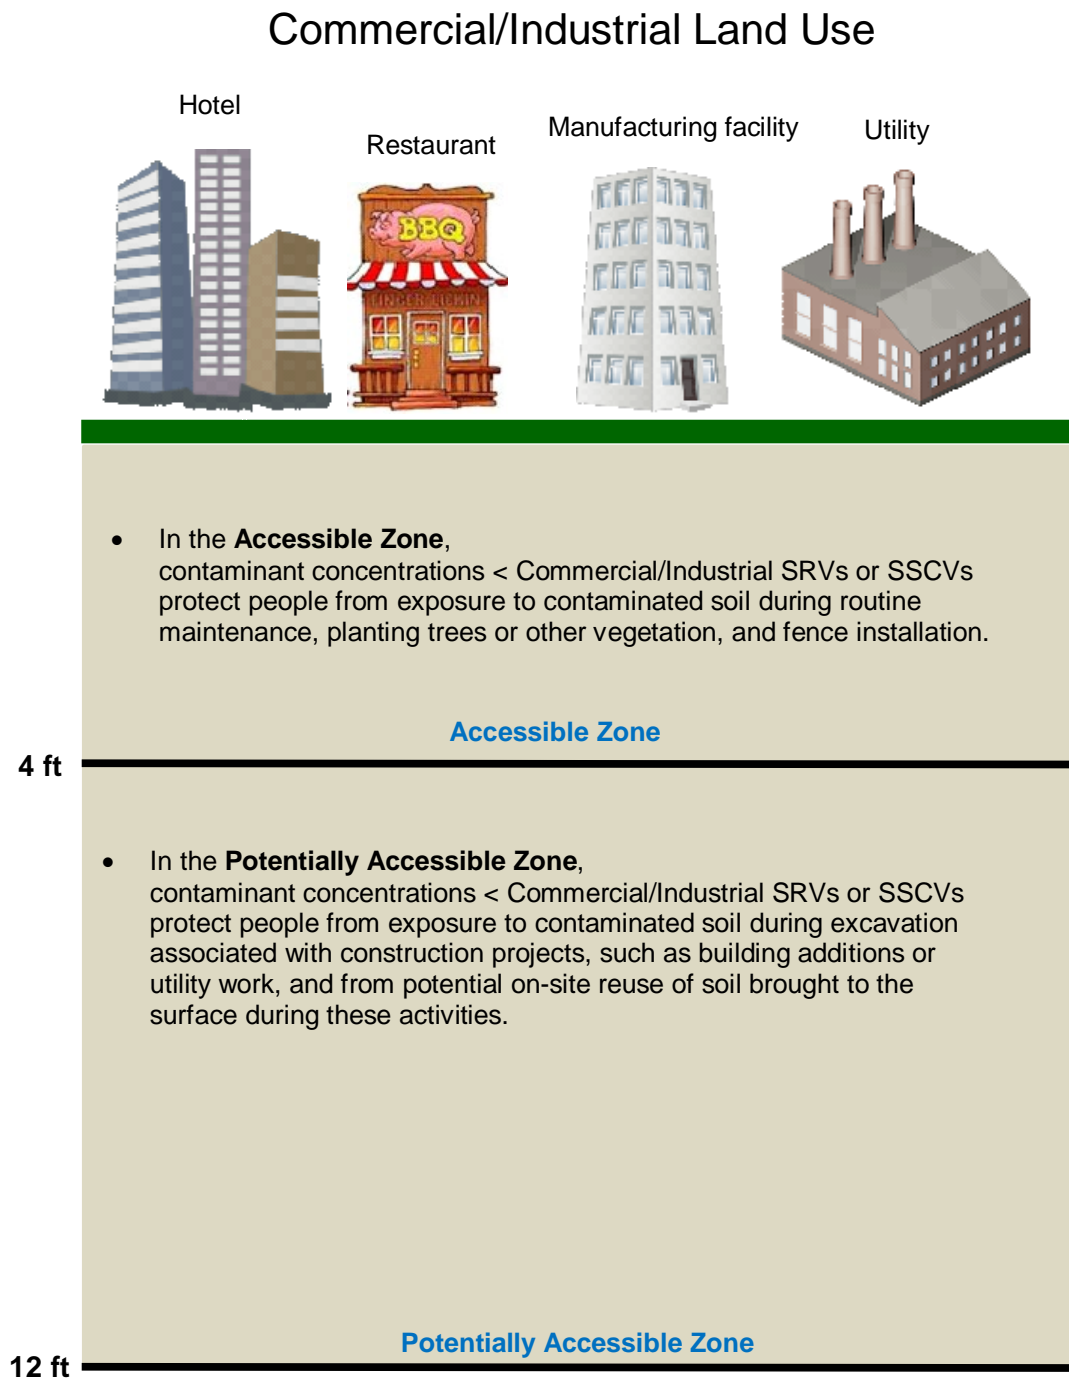 Commercial/Industrial Land Use
Hotel
Restaurant
Manufacturing facility
Utility
BBQ
FINGER LICKIN
• In the Accessible Zone,
contaminant concentrations < Commercial/Industrial SRVs or SSCVs
protect people from exposure to contaminated soil during routine
maintenance, planting trees or other vegetation, and fence installation.
Accessible Zone
4 ft
• In the Potentially Accessible Zone,
contaminant concentrations < Commercial/Industrial SRVs or SSCVs
protect people from exposure to contaminated soil during excavation
associated with construction projects, such as building additions or
utility work, and from potential on-site reuse of soil brought to the
surface during these activities.
Potentially Accessible Zone
12 ft